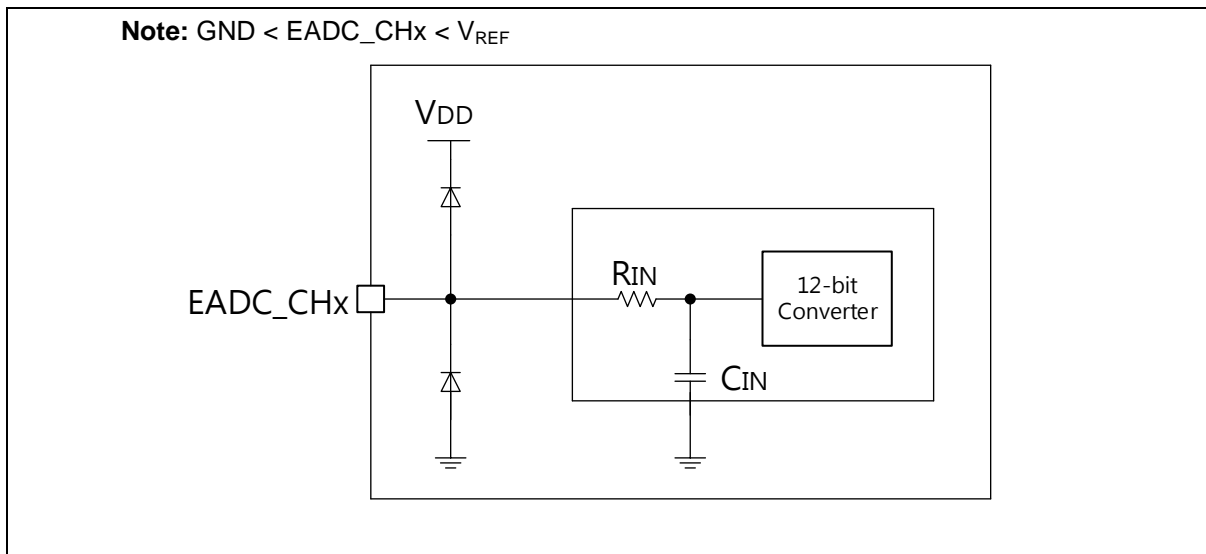 Note: GND < EADC_CHx < VREF
VDD
EADC_CHx
RIN
12-bit
Converter
CIN